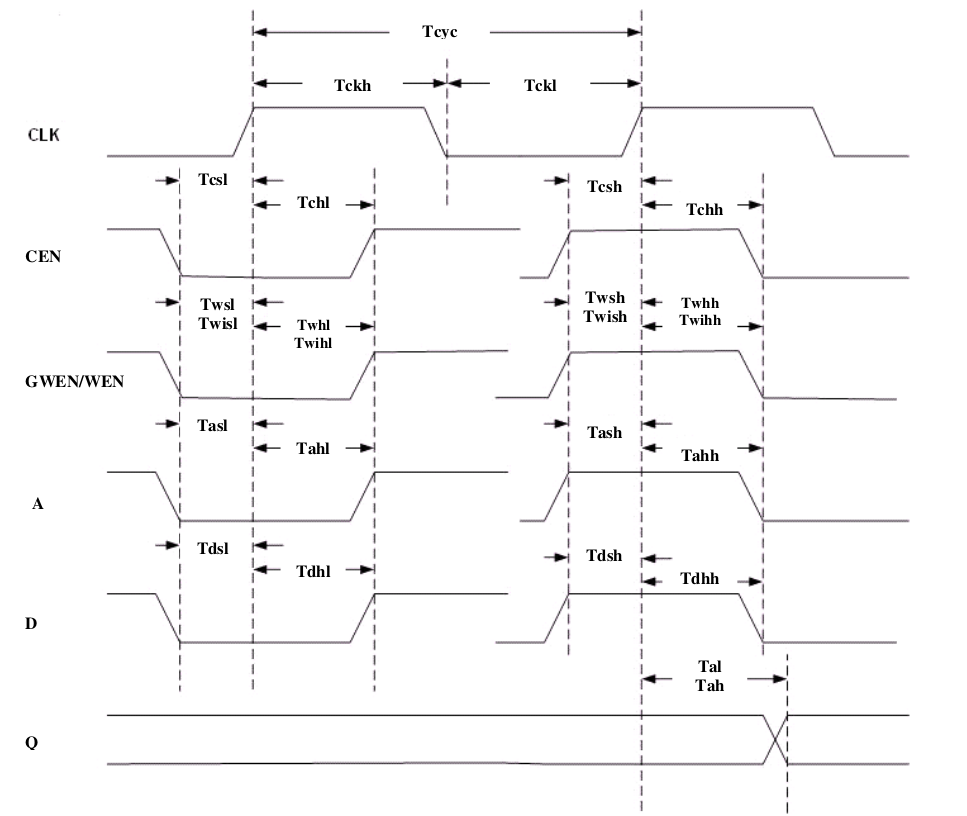 Tcyc
Tckh
Tckl
CLK
Tcsl
Tchl
Tcsh
Tchh
CEN
Twsl
Twisl
Twhl
Twihl
Twsh
Twish
Twhh
Twihh
GWEN/WEN
Tasl
Tahl
Tash
Tahh
A
Tdsl
Tdhl
Tdsh
Tdhh
D
Tal
Tah
Q